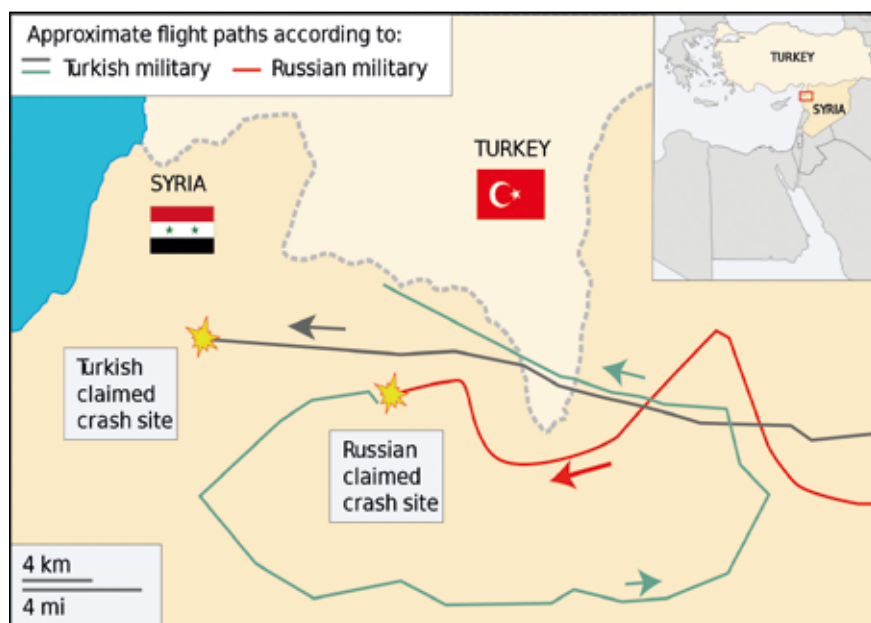 Approximate flight paths according to:
Turkish military
Russian military
TURKEY
SYRIA
TURKEY
SYRIA
Turkish
claimed
crash site
Russian
claimed
crash site
4 km
4 mi